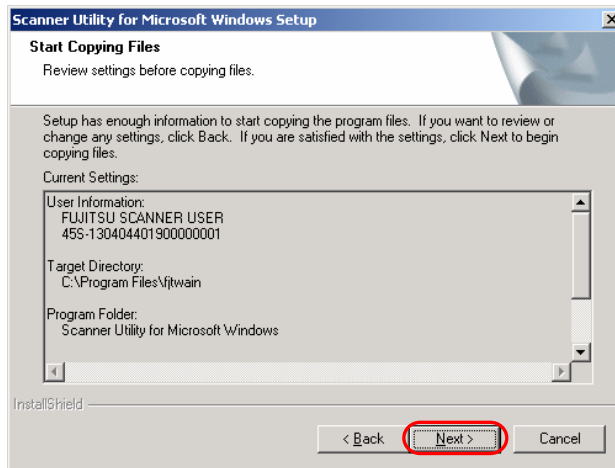 Scanner Utility for Microsoft Windows Setup
Start Copying Files
Review settings before copying files.
Setup has enough information to start copying the program files. If you want to review or
change any settings, click Back. If you are satisfied with the settings, click Next to begin
copying files.
Current Settings:
User Information:
FUJITSU SCANNER USER
45S-130404401900000001
Target Directory:
C:\Program Files\fjtwain
Program Folder:
Scanner Utility for Microsoft Windows
InstallShield
< Back
Next >
Cancel